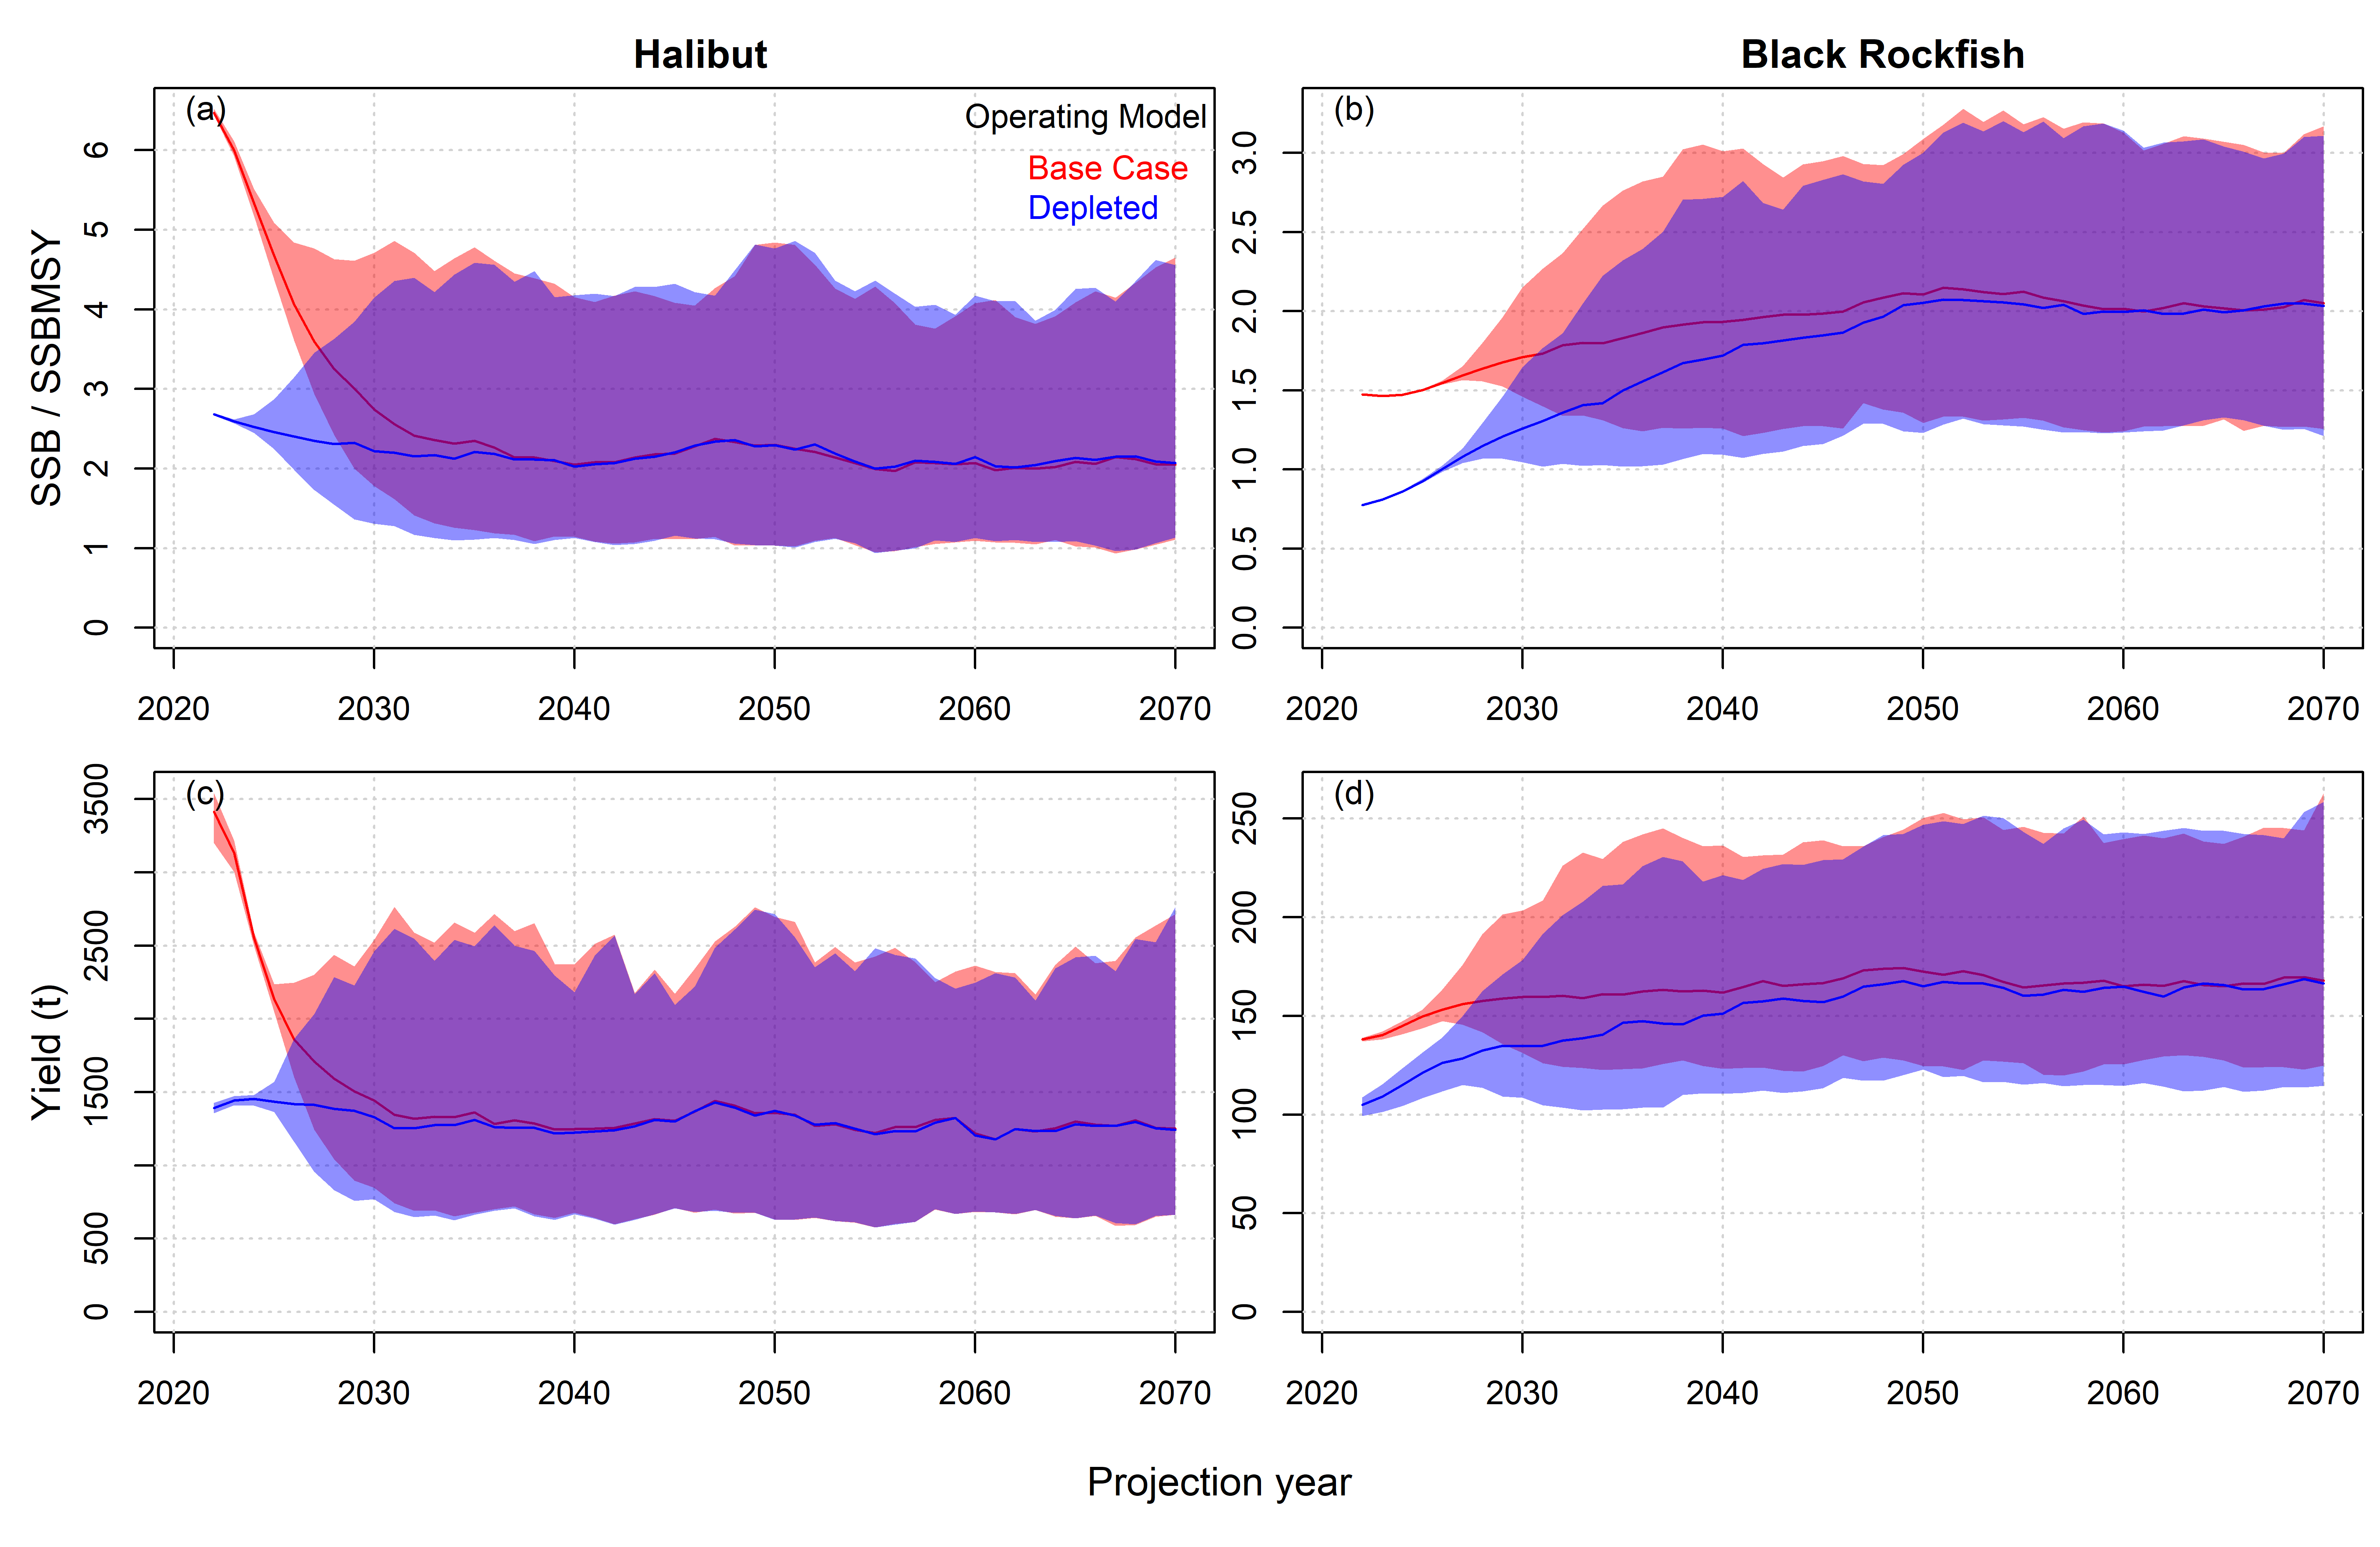 Halibut
Black Rockfish
(a)
Operating Model
Base Case
Depleted
SSB / SSBMSY
0 1 2 3 4 5 6
2020 2030 2040 2050 2060 2070
(b)
0.0 0.5 1.0 1.5 2.0 2.5 3.0
2020 2030 2040 2050 2060 2070
(c)
Yield (t)
0 500 1500 2500 3500
2020 2030 2040 2050 2060 2070
(d)
0 50 100 150 200 250
2020 2030 2040 2050 2060 2070
Projection year